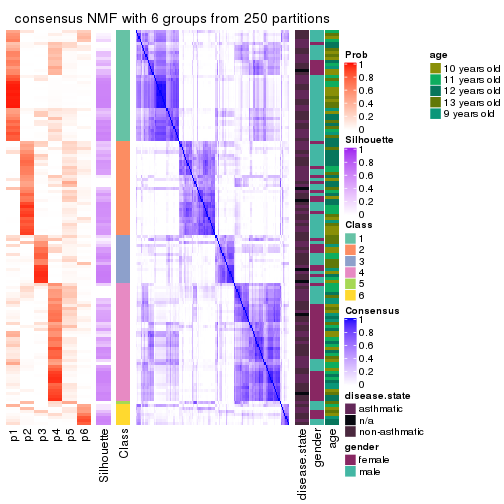 consensus NMF with 6 groups from 250 partitions
Prob
1
0.8
0.6
0.4
0.2
0
Silhouette
1
0.8
0.6
0.4
0.2
0
Class
1
2
3
4
5
6
Consensus
1
0.8
0.6
0.4
0.2
0
disease.state
asthmatic
n/a
non-asthmatic
gender
female
male
age
10 years old
11 years old
12 years old
13 years old
9 years old
p1
p2
p3
p4
p5
p6
Silhouette
Class
disease.state
gender
age